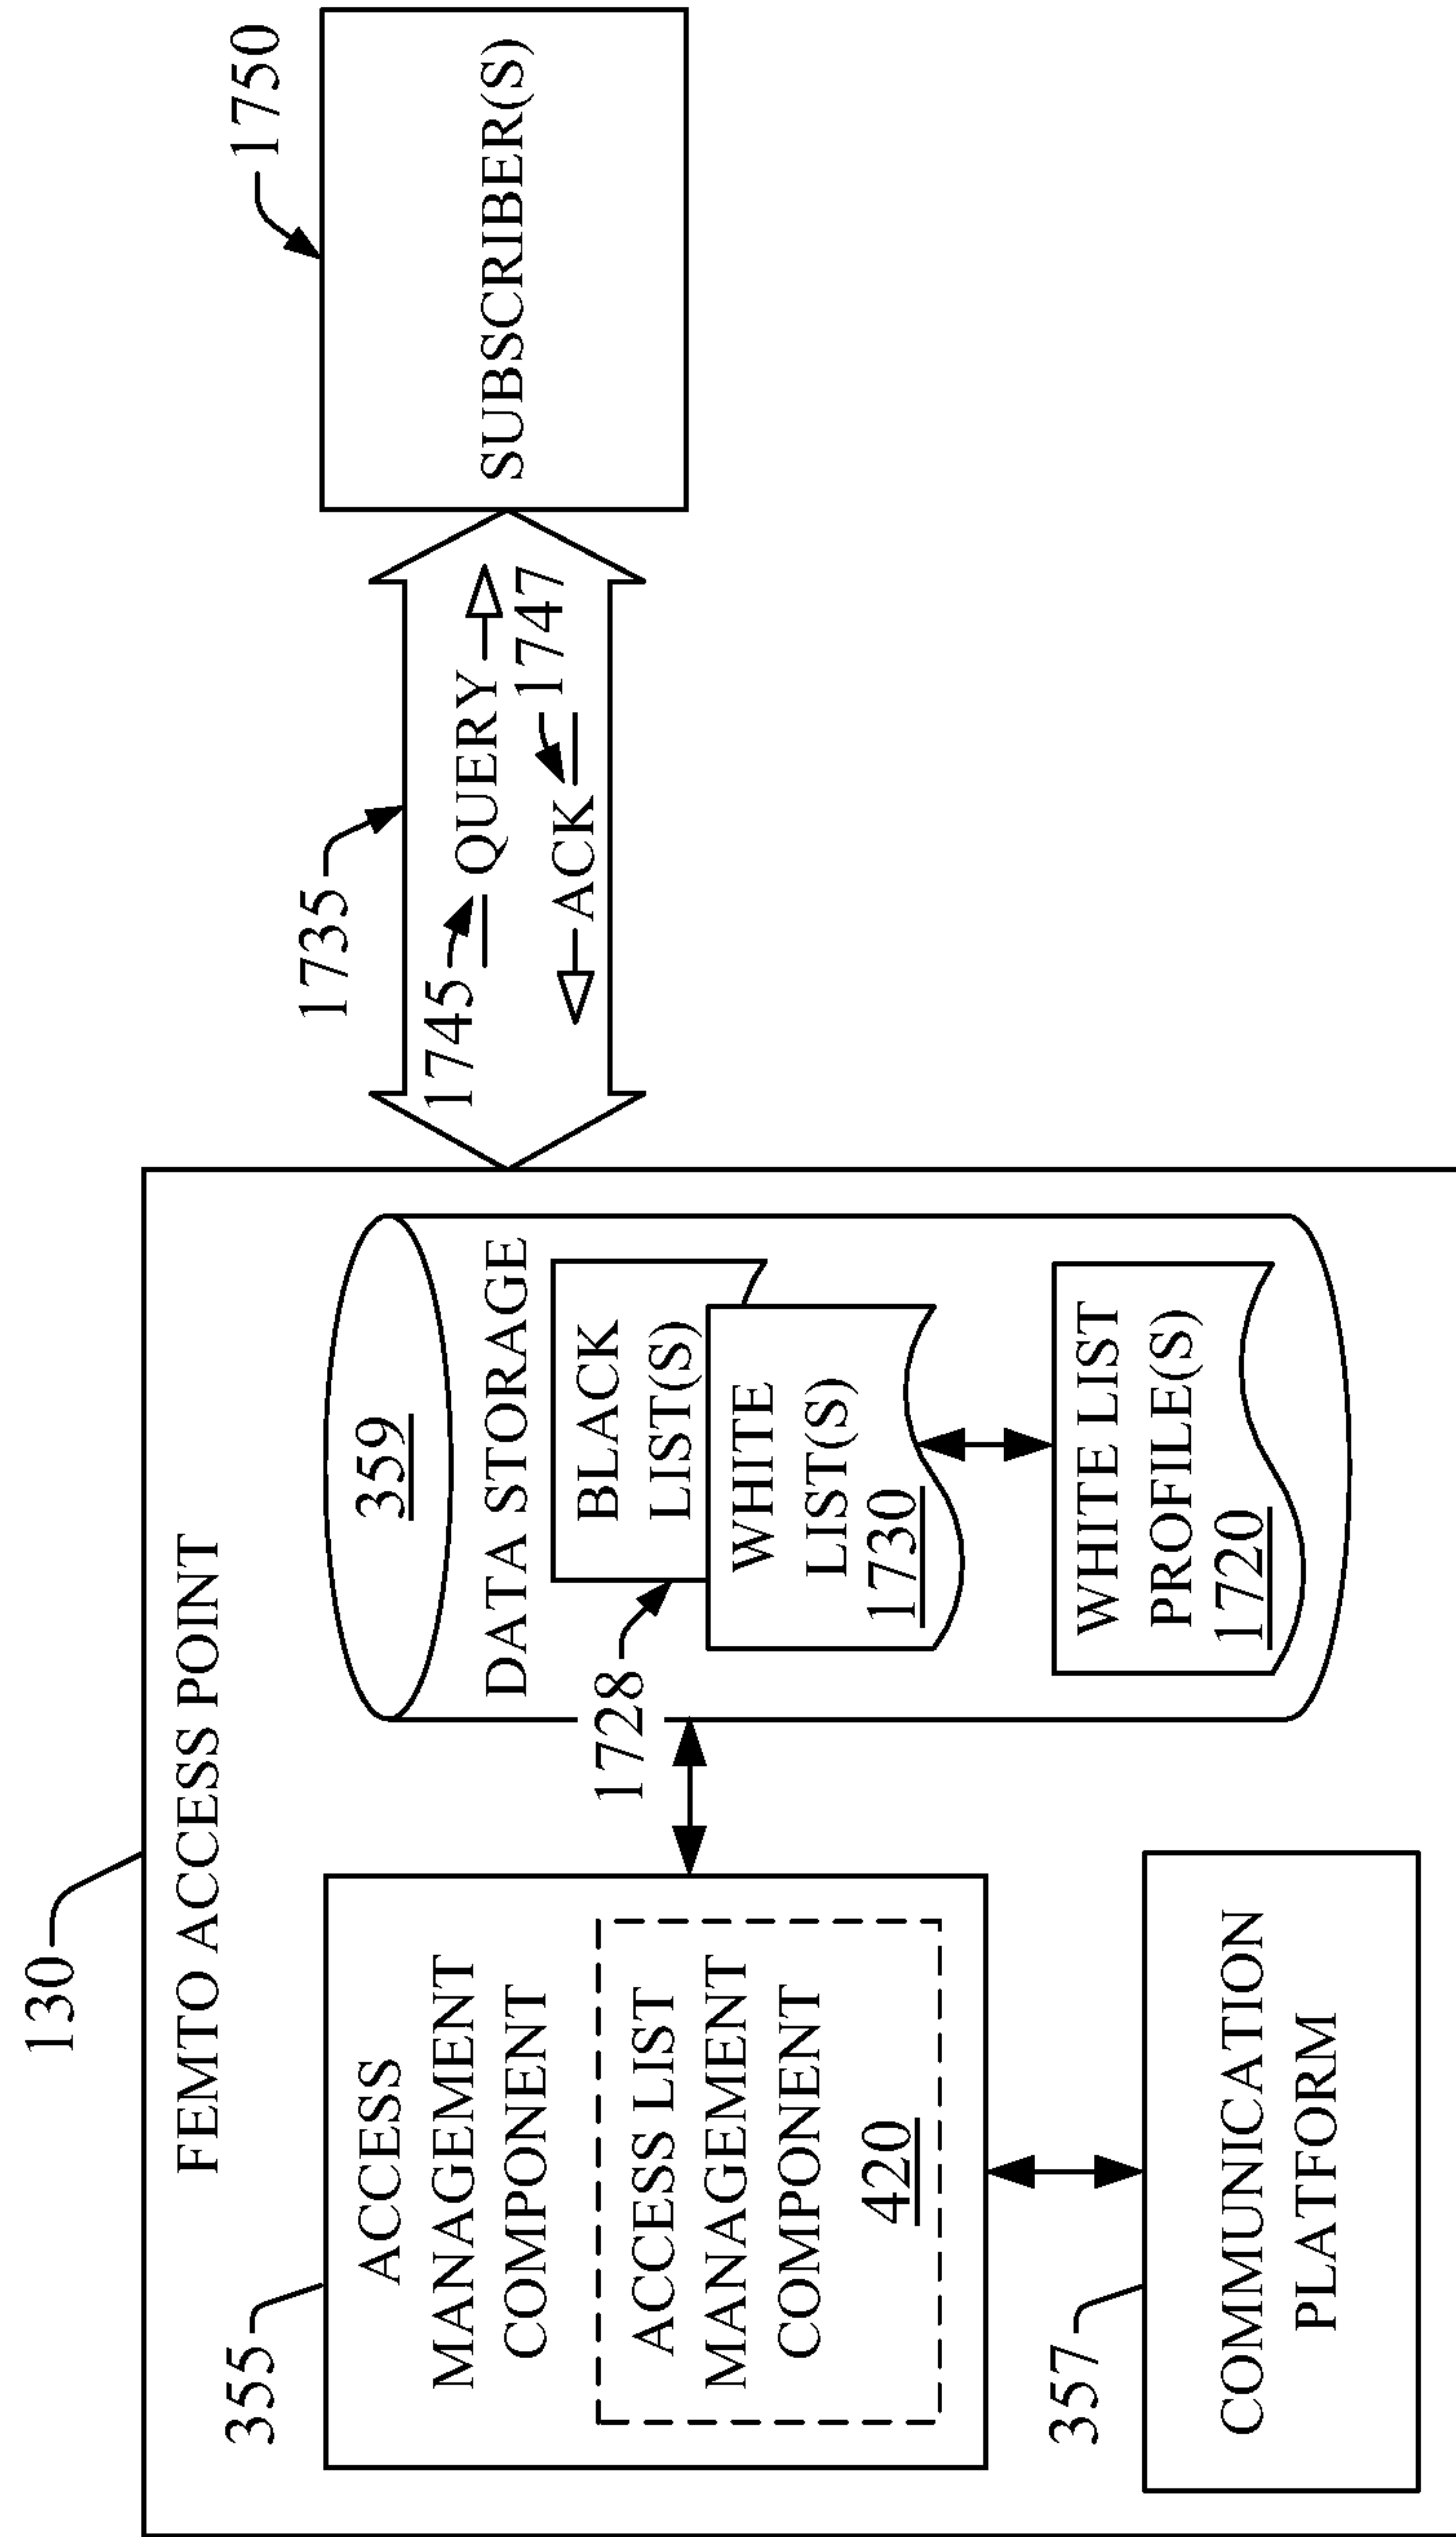 130
FEMTO ACCESS POINT
355
ACCESS
MANAGEMENT
COMPONENT
ACCESS LIST
MANAGEMENT
COMPONENT
420
357
COMMUNICATION
PLATFORM
359
DATA STORAGE
1728
BLACK
LIST(S)
WHITE
LIST(S)
1730
WHITE LIST
PROFILE(S)
1720
1735
1745
QUERY
ACK
1747
1750
SUBSCRIBER(S)